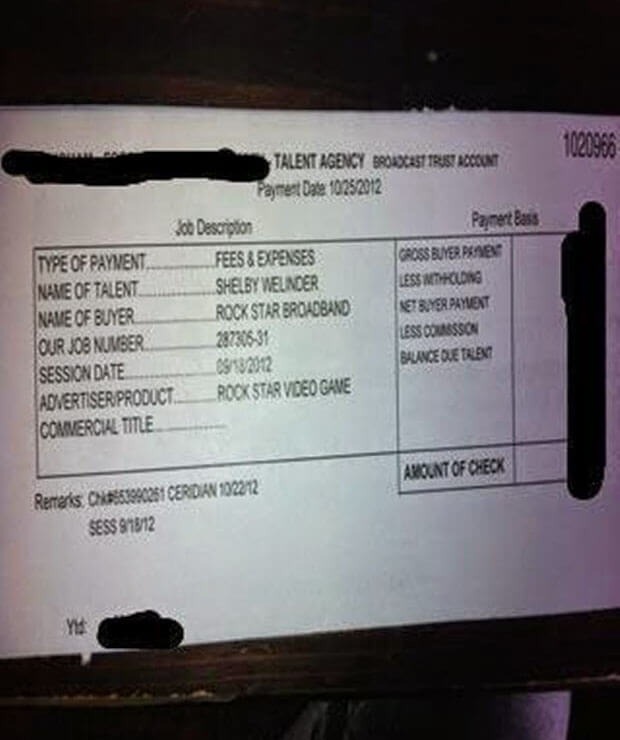 TALENT AGENCY BROADCAST TRUST ACCOUNT
1020966
Payment Date: 10/25/2012
Job Description
Payment Basis
TYPE OF PAYMENT..............FEES & EXPENSES
NAME OF TALENT................SHELBY WELINDER
NAME OF BUYER.................ROCK STAR BROADBAND
OUR JOB NUMBER...............287305-31
SESSION DATE....................09/18/2012
ADVERTISER/PRODUCT.........ROCK STAR VIDEO GAME
COMMERCIAL TITLE..................
GROSS BUYER PAYMENT
LESS WITHHOLDING
NET BUYER PAYMENT
LESS COMMISSION
BALANCE DUE TALENT
AMOUNT OF CHECK
Remarks: Chk#653990261 CERIDIAN 10/22/12
SESS 9/18/12
Ytd: